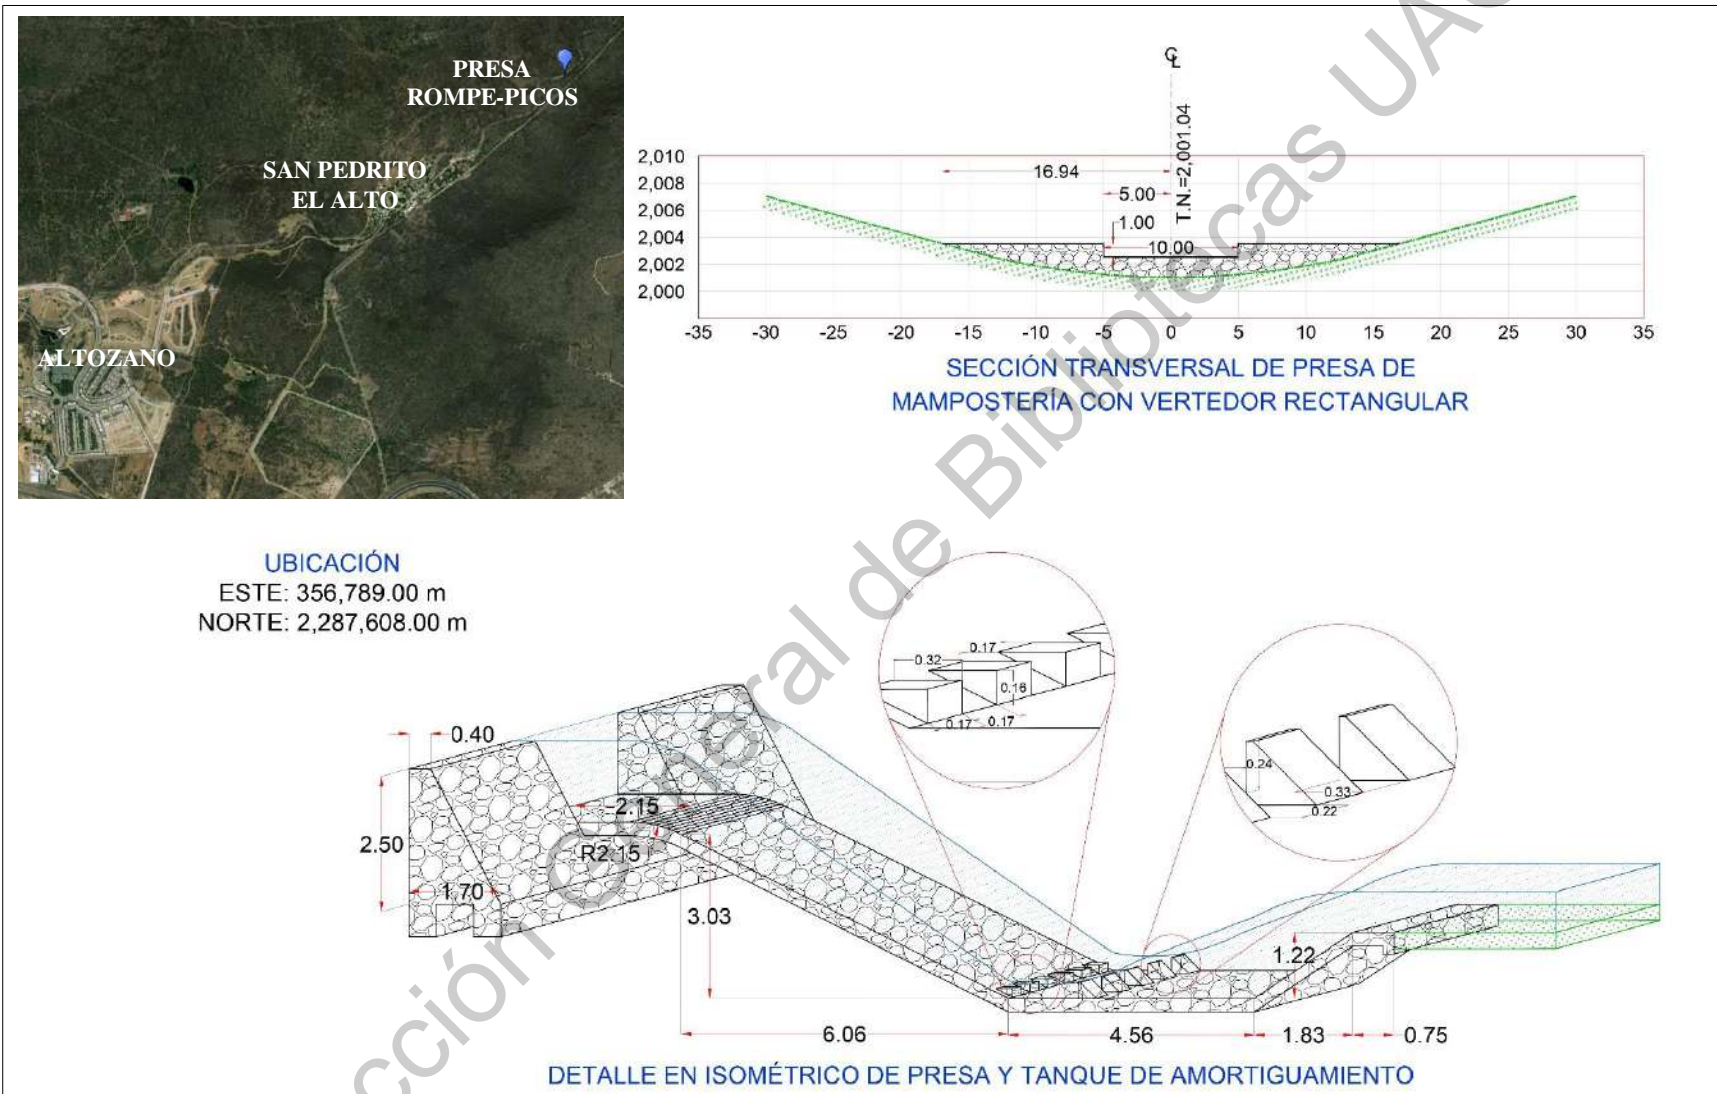 PRESA
ROMPE-PICOS
SAN PEDRITO
EL ALTO
ALTOZANO
UBICACIÓN
ESTE: 356,789.00 m
NORTE: 2,287,608.00 m
℄
T.N.=2,001.04
2,010
2,008
2,006
2,004
2,002
2,000
16.94
5.00
1.00
10.00
-35 -30 -25 -20 -15 -10 -5 0 5 10 15 20 25 30 35
SECCIÓN TRANSVERSAL DE PRESA DE
MAMPOSTERÍA CON VERTEDOR RECTANGULAR
0.17
0.32
0.16
0.17 0.17
0.24
0.33
0.22
0.40
2.50
1.70
2.15
R2.15
3.03
1.22
6.06 4.56 1.83 0.75
DETALLE EN ISOMÉTRICO DE PRESA Y TANQUE DE AMORTIGUAMIENTO
cción General de Bibliotecas UA